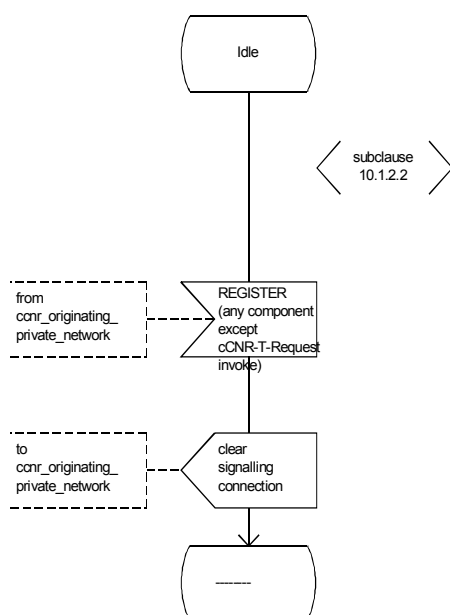 Idle
subclause
10.1.2.2
from
ccnr_originating_
private_network
REGISTER
(any component
except
cCNR-T-Request
invoke)
to
ccnr_originating_
private_network
clear
signalling
connection
--------